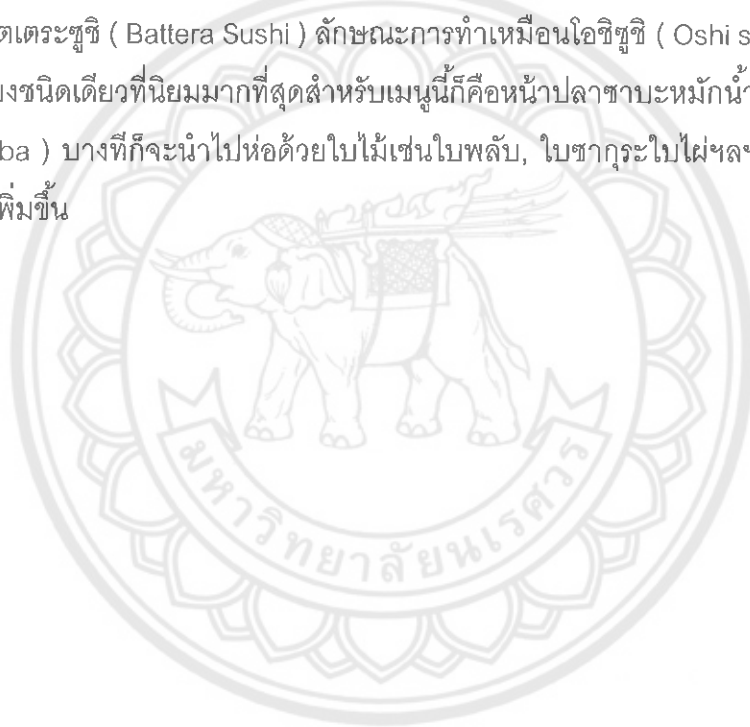 ตเตระซูชิ ( Battera Sushi ) ลักษณะการทำเหมือนโอชิซูชิ ( Oshi s
งชนิดเดียวที่นิยมมากที่สุดสำหรับเมนูนี้ก็คือหน้าปลาซาบะหมักน้ำ
ba ) บางทีก็จะนำไปห่อด้วยใบไม้เช่นใบพลับ, ใบซากุระใบไผ่ฯลฯ
พิ่มขึ้น
มหาวิทยาลัยนเรศวร